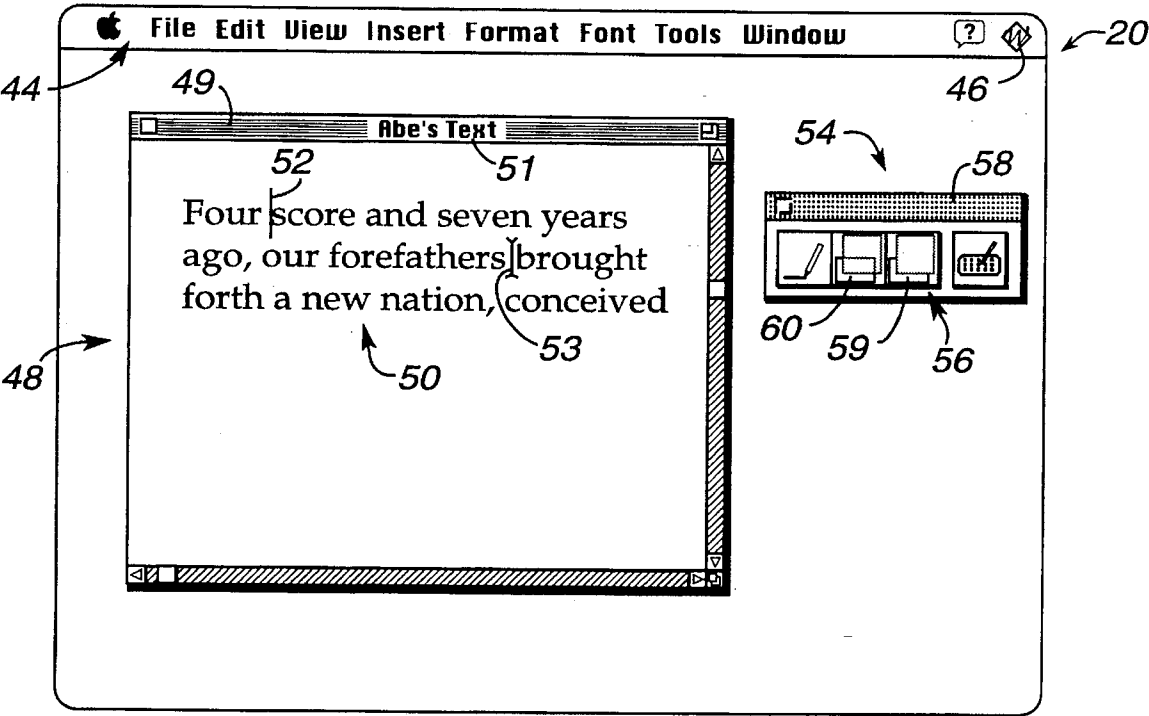 File Edit View Insert Format Font Tools Window ?
20
44
46
49
Abe's Text
51
54
58
52
Four score and seven years
ago, our forefathers brought
forth a new nation, conceived
53
50
48
60
59
56